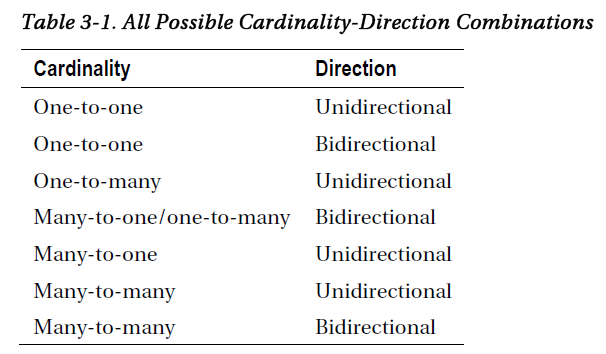 Table 3-1. All Possible Cardinality-Direction Combinations
Cardinality Direction
One-to-one Unidirectional
One-to-one Bidirectional
One-to-many Unidirectional
Many-to-one/one-to-many Bidirectional
Many-to-one Unidirectional
Many-to-many Unidirectional
Many-to-many Bidirectional